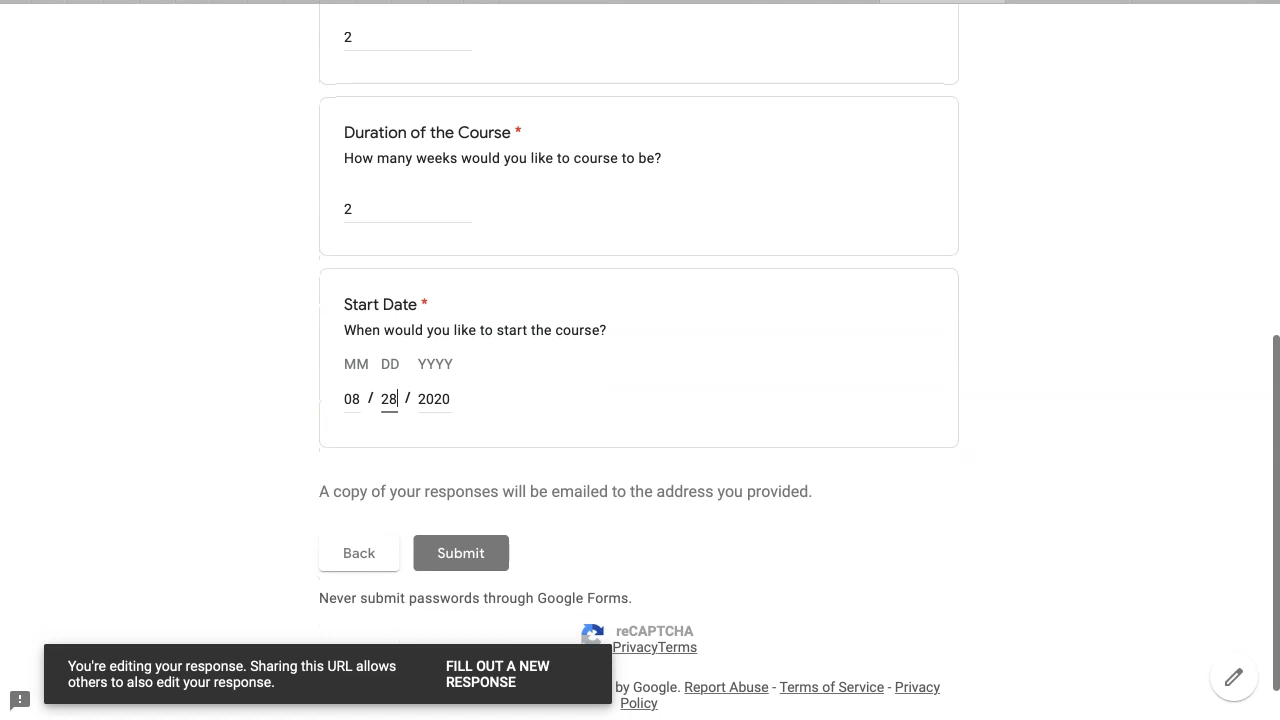 2
Duration of the Course *
How many weeks would you like to course to be?
2
Start Date *
When would you like to start the course?
MM DD YYYY
08 / 28 / 2020
A copy of your responses will be emailed to the address you provided.
Back Submit
Never submit passwords through Google Forms.
reCAPTCHA
PrivacyTerms
You're editing your response. Sharing this URL allows
others to also edit your response.
FILL OUT A NEW
RESPONSE
by Google. Report Abuse - Terms of Service - Privacy
Policy